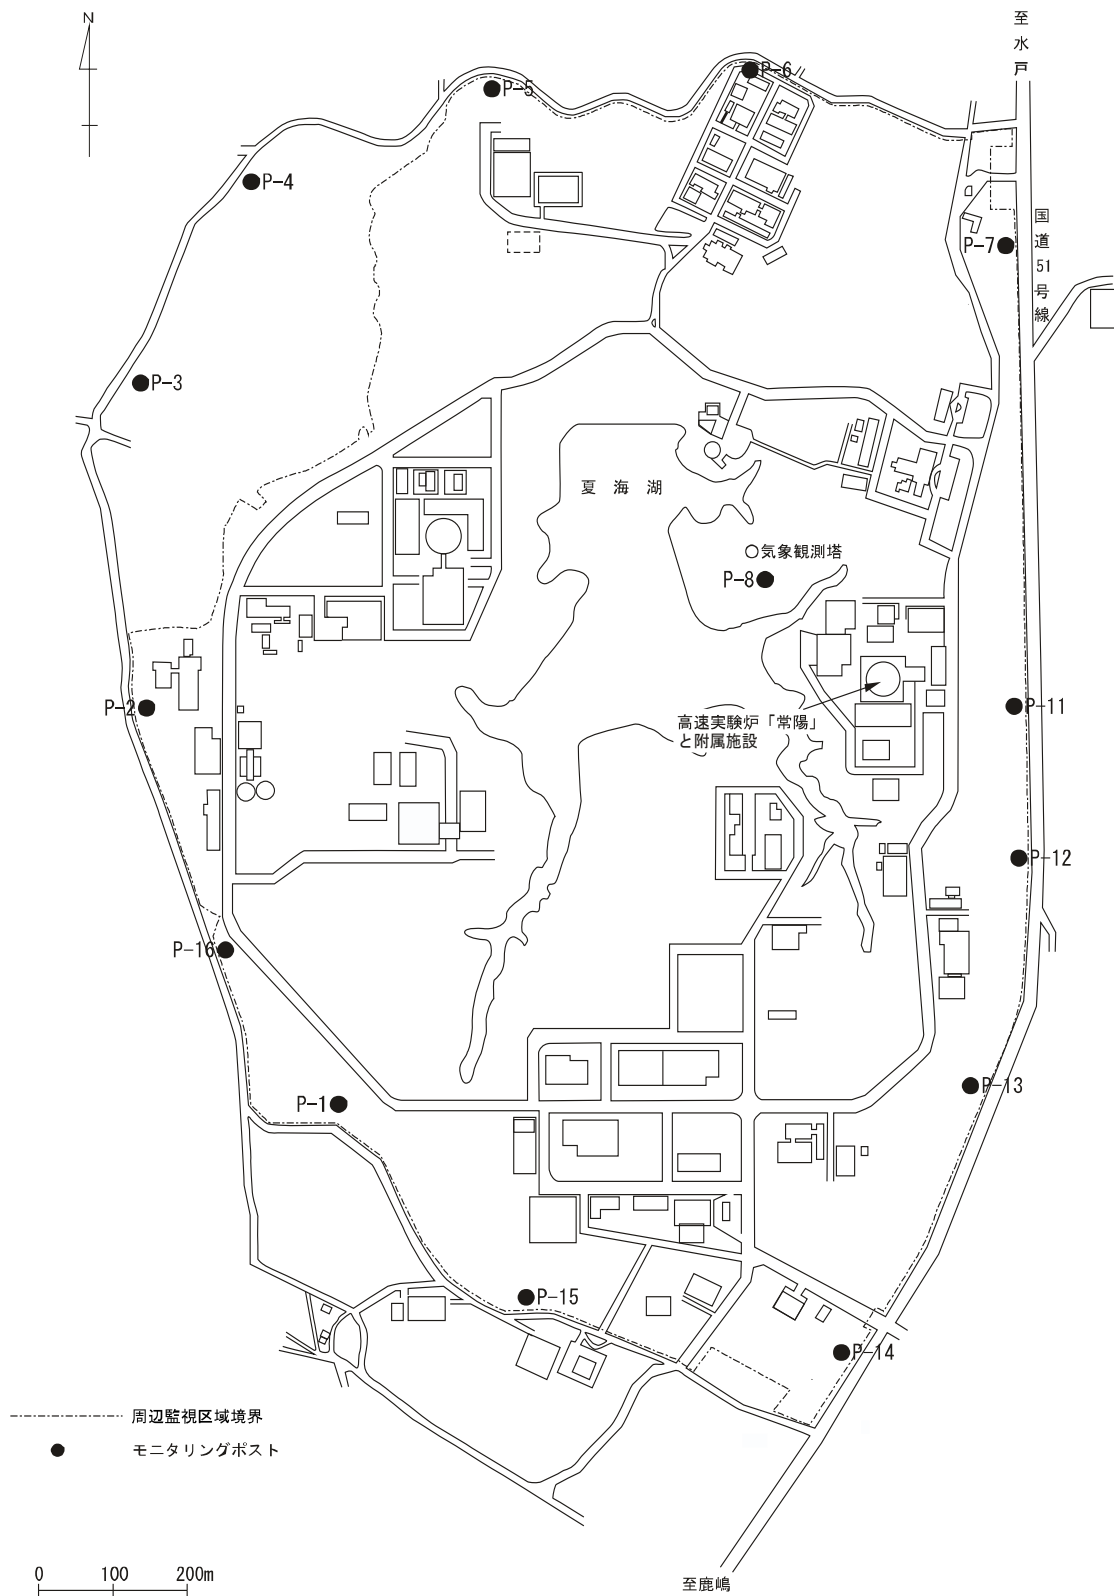 N
至水戸
P-6
P-5
P-4
国道51号線
P-7
P-3
夏海湖
気象観測塔
P-8
P-2
P-11
高速実験炉「常陽」
と附属施設
P-12
P-16
P-13
P-1
P-15
P-14
周辺監視区域境界
モニタリングポスト
0 100 200m
至鹿嶋